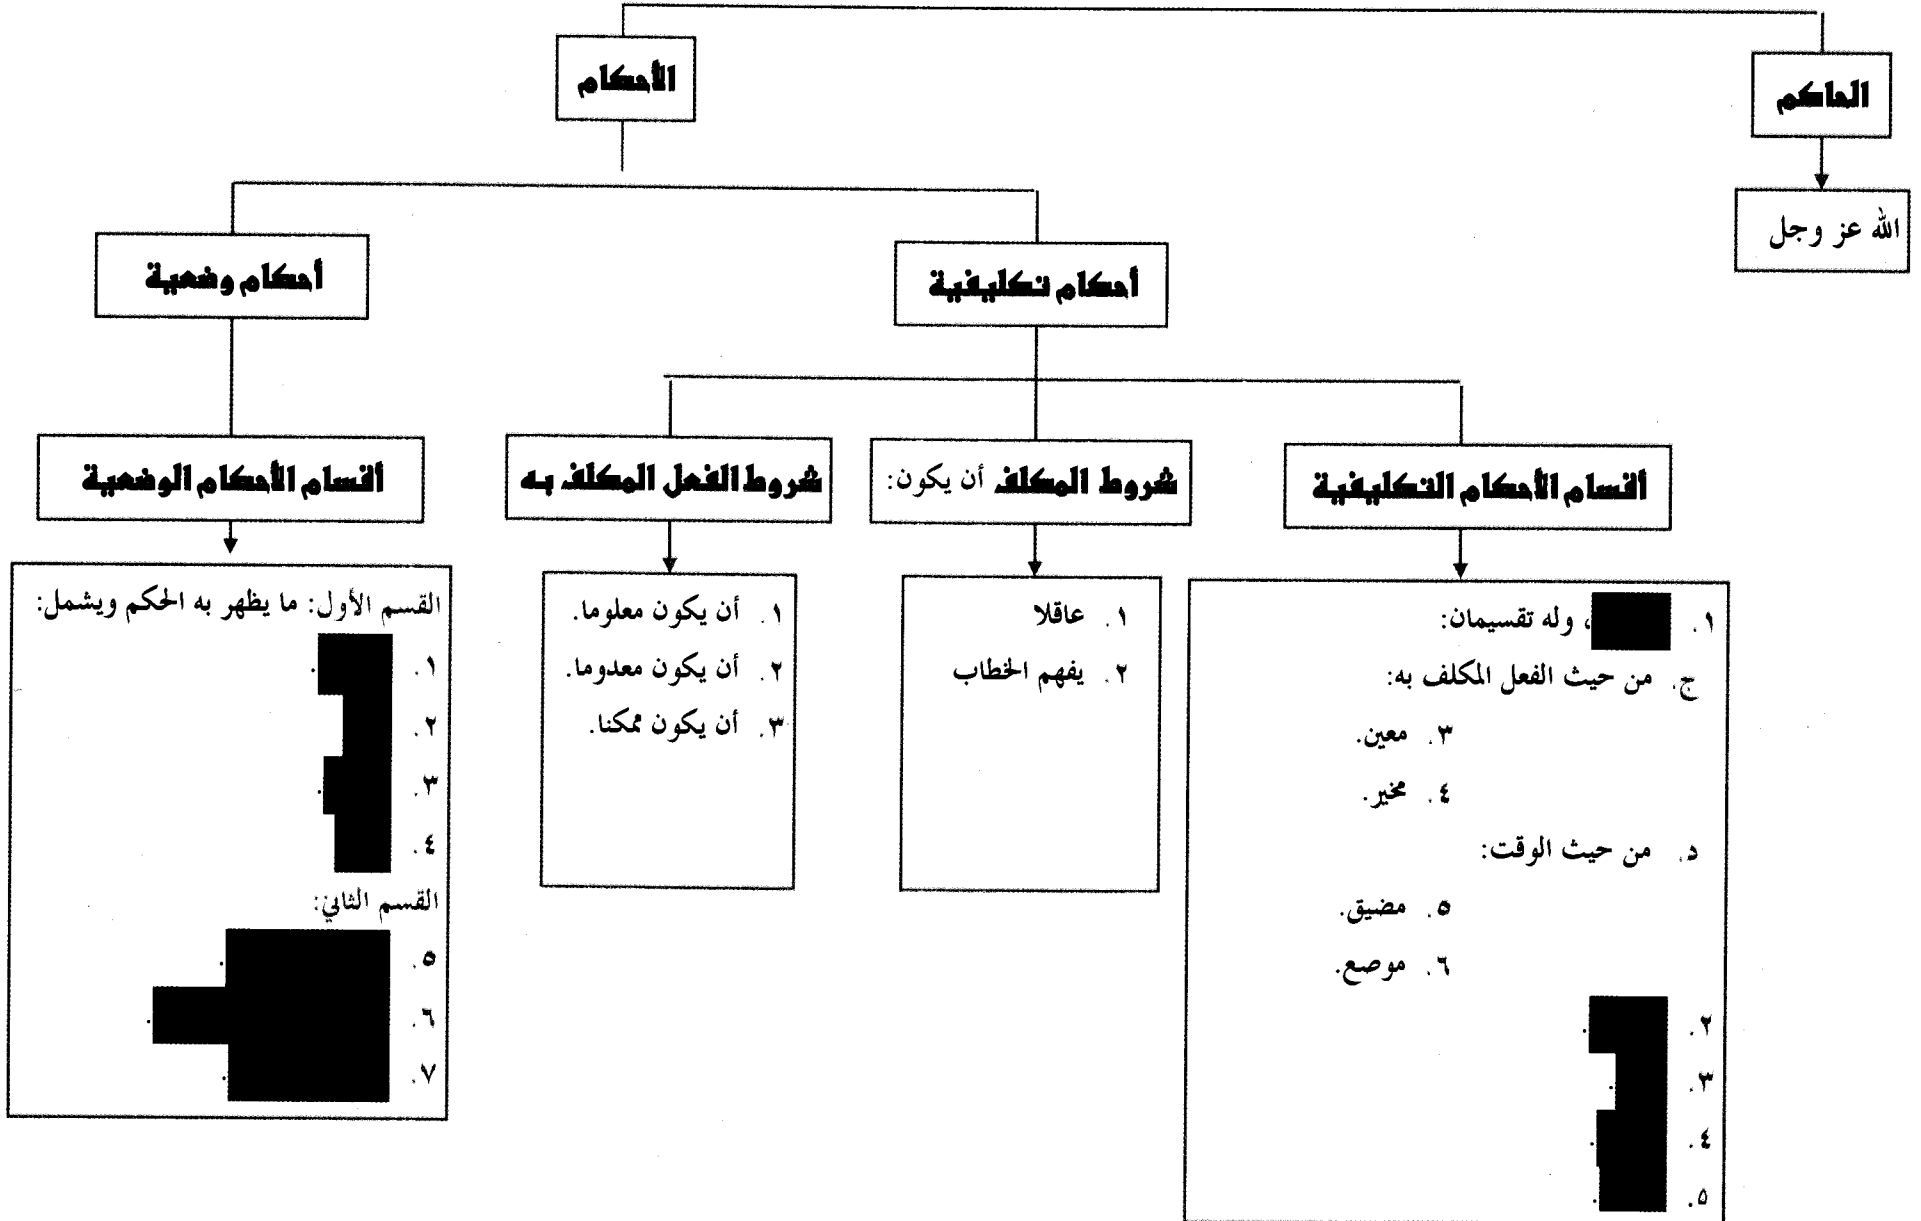 الحاكم
الله عز وجل
الأحكام
أحكام تكليفية
أحكام وضعية
أقسام الأحكام التكليفية
١. ، وله تقسيمان:
ج. من حيث الفعل المكلف به:
٣. معين.
٤. مخير.
د. من حيث الوقت:
٥. مضيق.
٦. موصع.
٢. .
٣. .
٤. .
٥. .
شروط المكلف أن يكون:
١. عاقلا
٢. يفهم الخطاب
شروط الفعل المكلف به
١. أن يكون معلوما.
٢. أن يكون معدوما.
٣. أن يكون ممكنا.
أقسام الأحكام الوضعية
القسم الأول: ما يظهر به الحكم ويشمل:
١. .
٢.
٣. .
٤.
القسم الثاني:
٥. .
٦. .
٧. .